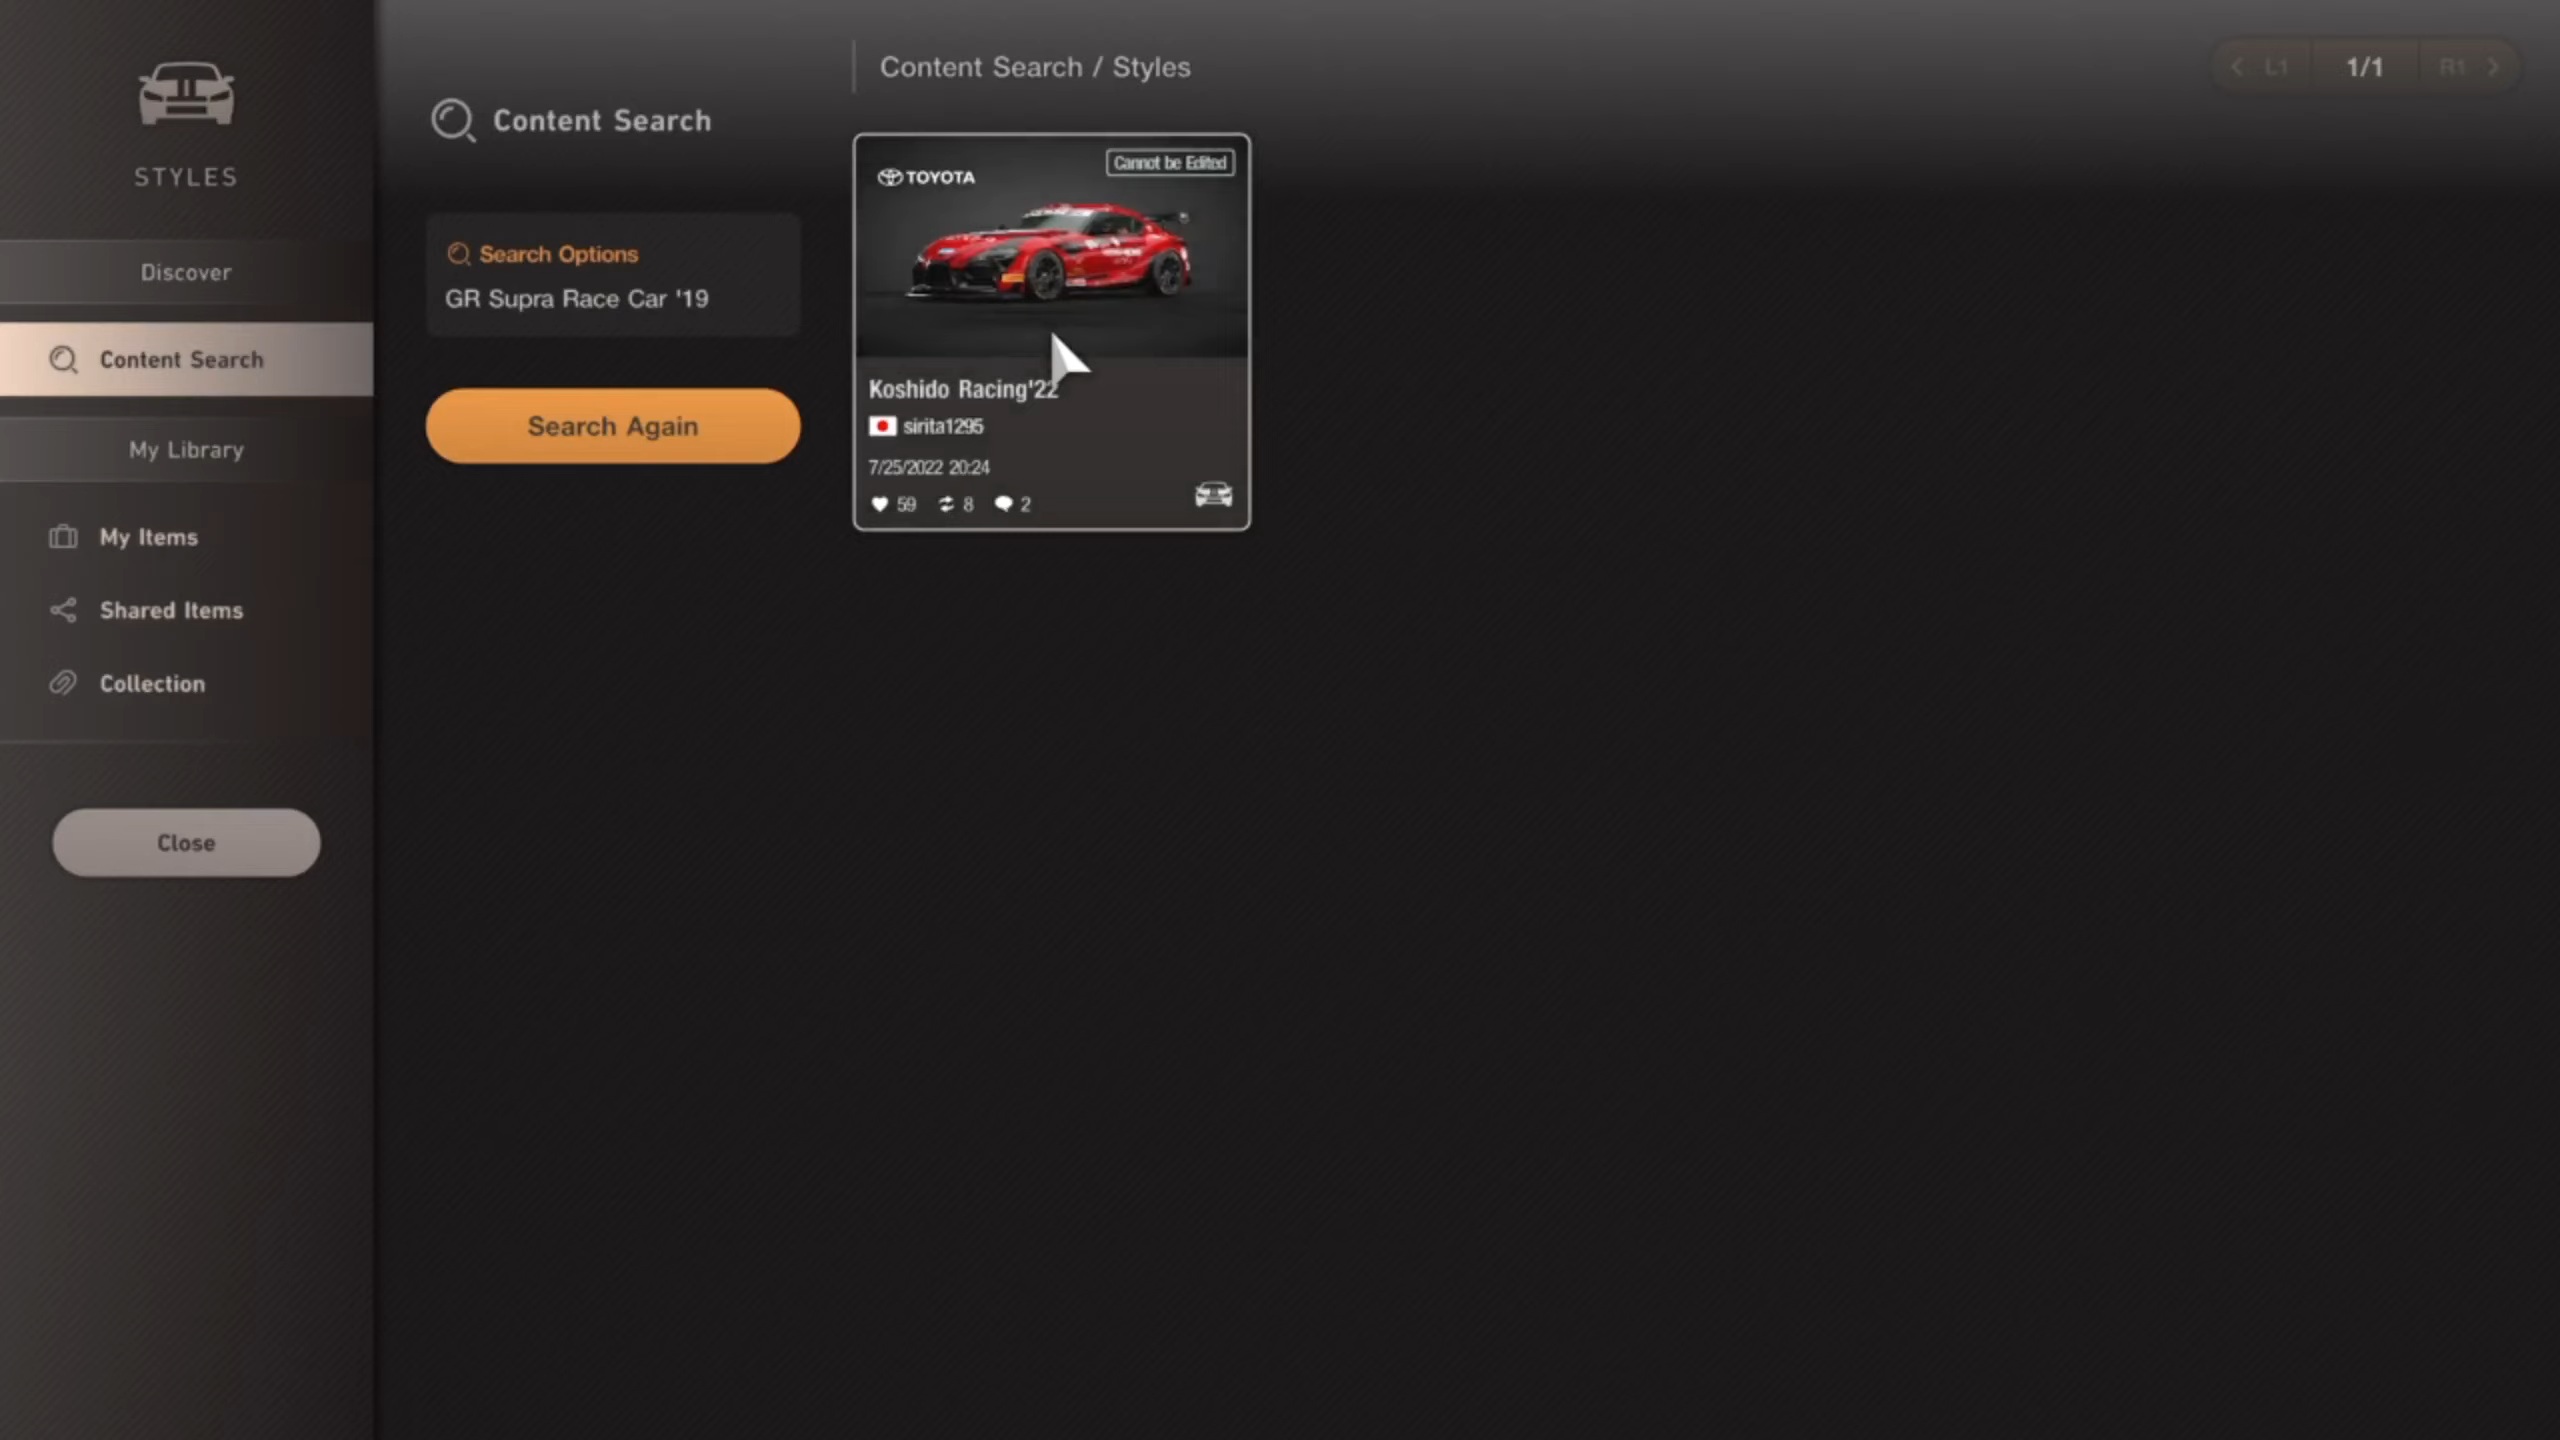 STYLES
Discover
Content Search
My Library
My Items
Shared Items
Collection
Close
Content Search
Search Options
GR Supra Race Car '19
Search Again
Content Search / Styles
L1
1/1
R1
TOYOTA
Cannot be Edited
Koshido Racing'22
sirita1295
7/25/2022 20:24
59 8 2